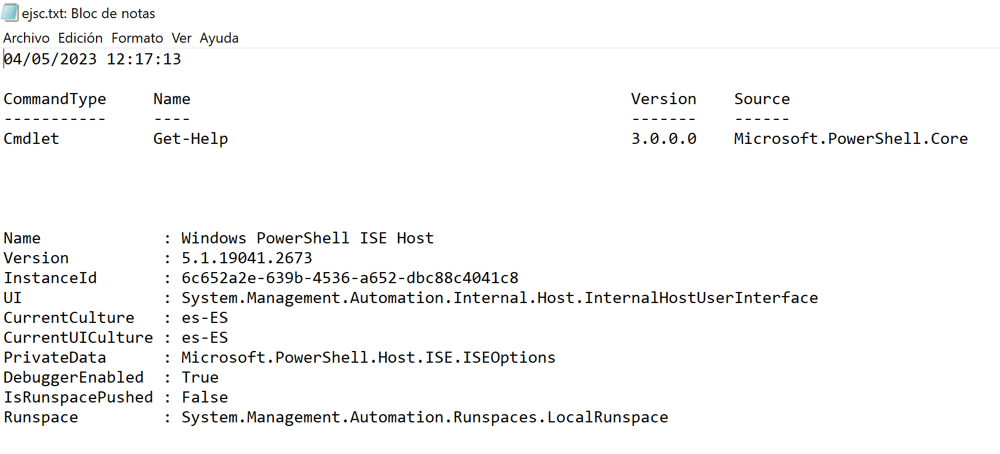 ejsc.txt: Bloc de notas
Archivo Edición Formato Ver Ayuda
04/05/2023 12:17:13
CommandType     Name                                               Version    Source
-----------     ----                                               -------    ------
Cmdlet          Get-Help                                           3.0.0.0    Microsoft.PowerShell.Core
Name             : Windows PowerShell ISE Host
Version          : 5.1.19041.2673
InstanceId       : 6c652a2e-639b-4536-a652-dbc88c4041c8
UI               : System.Management.Automation.Internal.Host.InternalHostUserInterface
CurrentCulture   : es-ES
CurrentUICulture : es-ES
PrivateData      : Microsoft.PowerShell.Host.ISE.ISEOptions
DebuggerEnabled  : True
IsRunspacePushed : False
Runspace         : System.Management.Automation.Runspaces.LocalRunspace